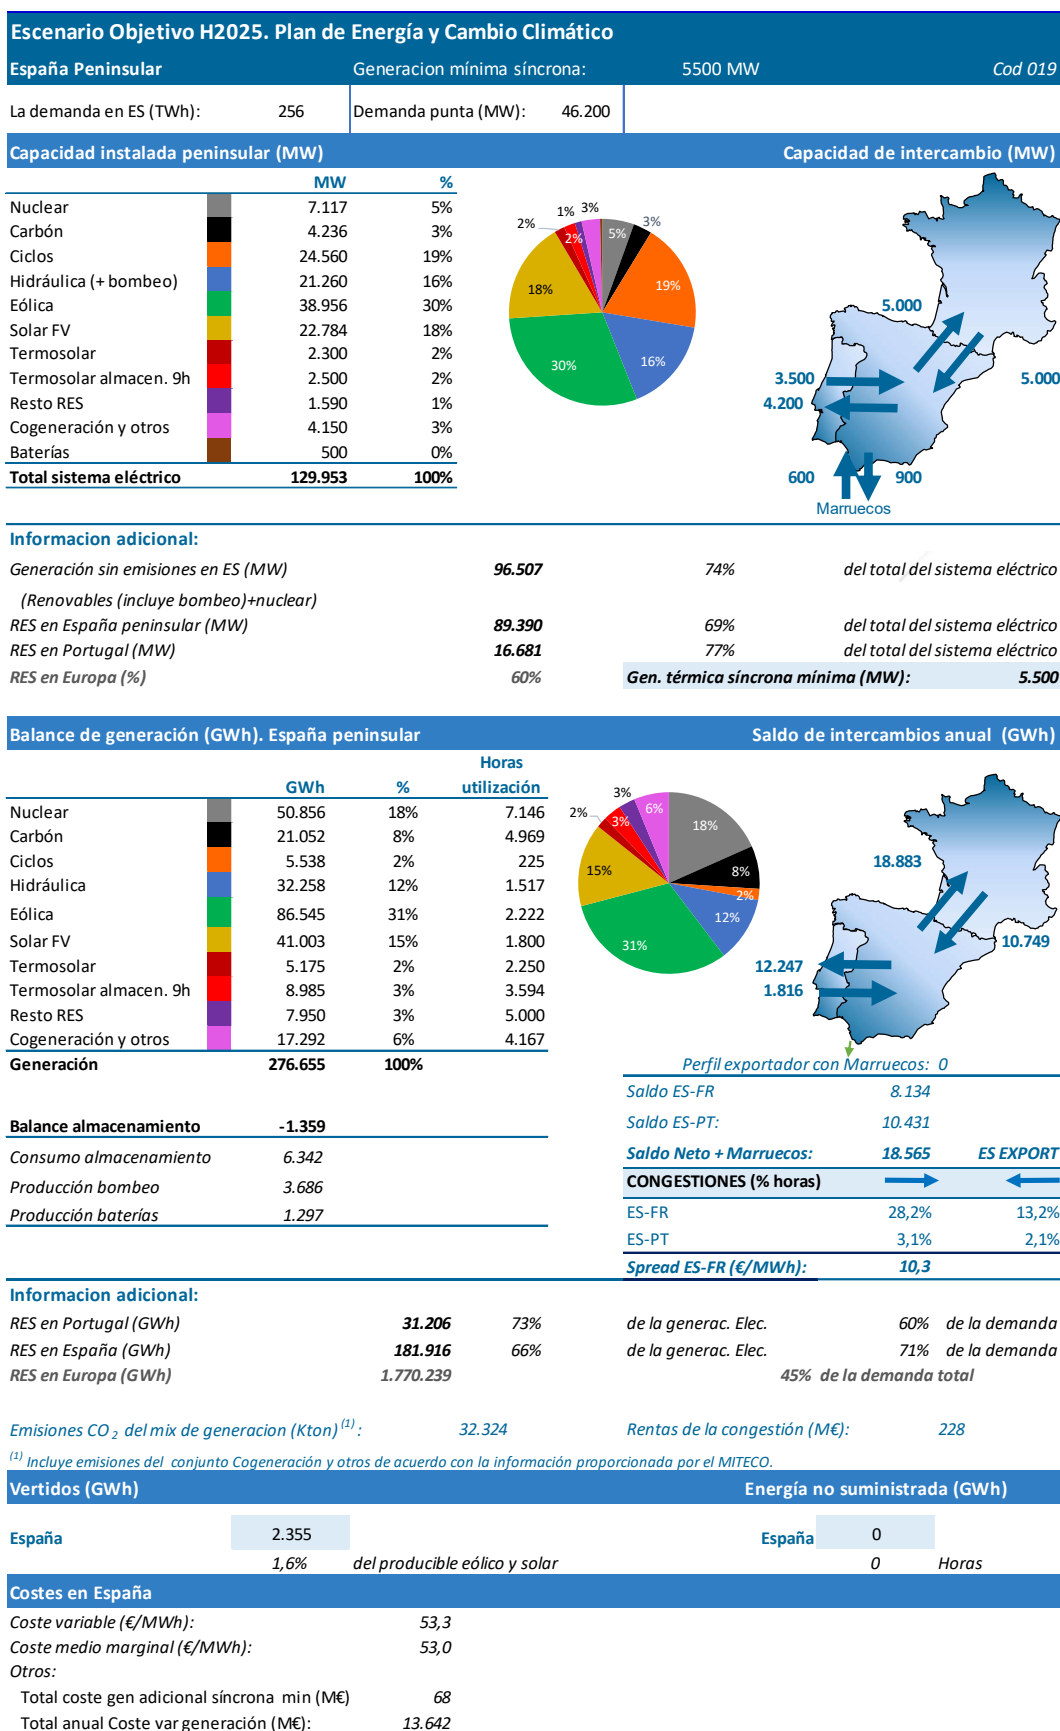 Escenario Objetivo H2025. Plan de Energía y Cambio Climático
España Peninsular Generacion mínima síncrona: 5500 MW Cod 019
La demanda en ES (TWh): 256 Demanda punta (MW): 46.200
Capacidad instalada peninsular (MW) Capacidad de intercambio (MW)
MW %
Nuclear 7.117 5%
Carbón 4.236 3%
Ciclos 24.560 19%
Hidráulica (+ bombeo) 21.260 16%
Eólica 38.956 30%
Solar FV 22.784 18%
Termosolar 2.300 2%
Termosolar almacen. 9h 2.500 2%
Resto RES 1.590 1%
Cogeneración y otros 4.150 3%
Baterías 500 0%
Total sistema eléctrico 129.953 100%
2% 1% 3% 3%
2% 5%
18% 19%
30% 16%
5.000
3.500 5.000
4.200
600 900
Marruecos
Informacion adicional:
Generación sin emisiones en ES (MW) 96.507 74% del total del sistema eléctrico
(Renovables (incluye bombeo)+nuclear)
RES en España peninsular (MW) 89.390 69% del total del sistema eléctrico
RES en Portugal (MW) 16.681 77% del total del sistema eléctrico
RES en Europa (%) 60% Gen. térmica síncrona mínima (MW): 5.500
Balance de generación (GWh). España peninsular Saldo de intercambios anual (GWh)
Horas
GWh % utilización
Nuclear 50.856 18% 7.146
Carbón 21.052 8% 4.969
Ciclos 5.538 2% 225
Hidráulica 32.258 12% 1.517
Eólica 86.545 31% 2.222
Solar FV 41.003 15% 1.800
Termosolar 5.175 2% 2.250
Termosolar almacen. 9h 8.985 3% 3.594
Resto RES 7.950 3% 5.000
Cogeneración y otros 17.292 6% 4.167
Generación 276.655 100%
3% 6%
2% 3% 18%
15% 8%
2%
12%
31%
18.883
10.749
12.247
1.816
Perfil exportador con Marruecos: 0
Saldo ES-FR 8.134
Saldo ES-PT: 10.431
Balance almacenamiento -1.359
Consumo almacenamiento 6.342 Saldo Neto + Marruecos: 18.565 ES EXPORT
Producción bombeo 3.686 CONGESTIONES (% horas)
Producción baterías 1.297 ES-FR 28,2% 13,2%
ES-PT 3,1% 2,1%
Spread ES-FR (€/MWh): 10,3
Informacion adicional:
RES en Portugal (GWh) 31.206 73% de la generac. Elec. 60% de la demanda
RES en España (GWh) 181.916 66% de la generac. Elec. 71% de la demanda
RES en Europa (GWh) 1.770.239 45% de la demanda total
Emisiones CO2 del mix de generacion (Kton) (1) : 32.324 Rentas de la congestión (M€): 228
(1) Incluye emisiones del conjunto Cogeneración y otros de acuerdo con la información proporcionada por el MITECO.
Vertidos (GWh) Energía no suministrada (GWh)
España 2.355 España 0
1,6% del producible eólico y solar 0 Horas
Costes en España
Coste variable (€/MWh): 53,3
Coste medio marginal (€/MWh): 53,0
Otros:
Total coste gen adicional síncrona min (M€) 68
Total anual Coste var generación (M€): 13.642